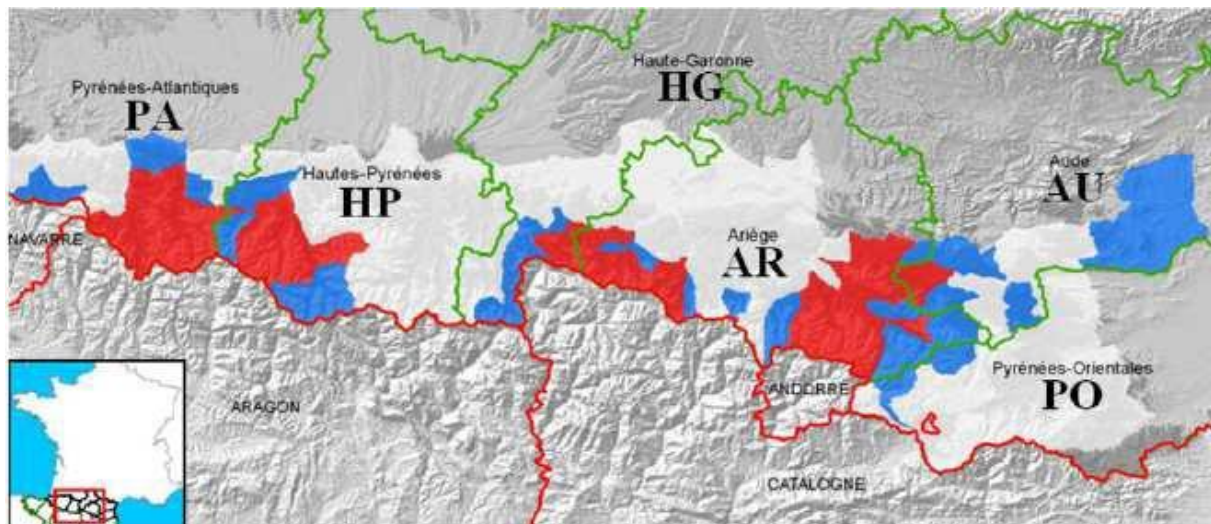 Haute-Garonne
HG
Pyrénées-Atlantiques
PA
Hautes-Pyrénées
HP
Aude
AU
Ariège
AR
NAVARRE
Pyrénées-Orientales
PO
ANDORRE
ARAGON
CATALOGNE